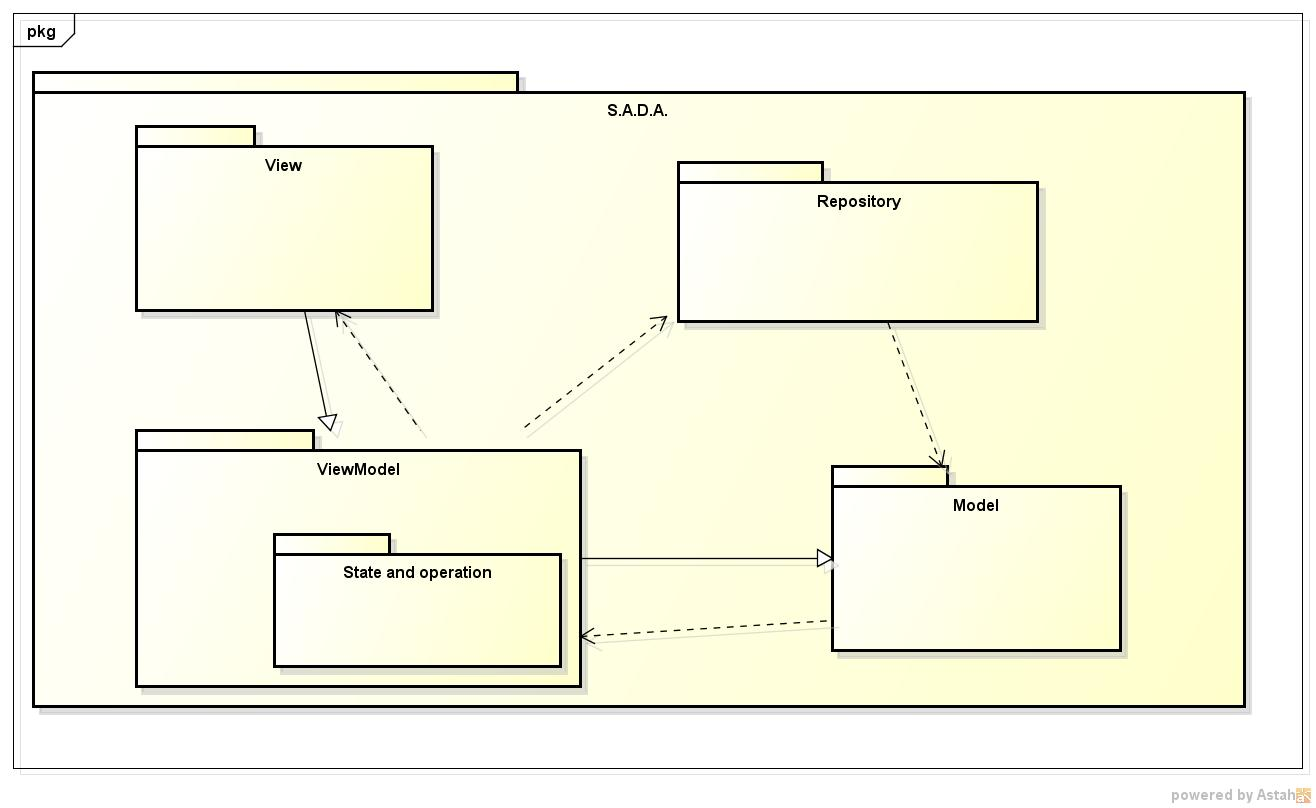 pkg
S.A.D.A.
View
Repository
ViewModel
Model
State and operation
powered by Astah